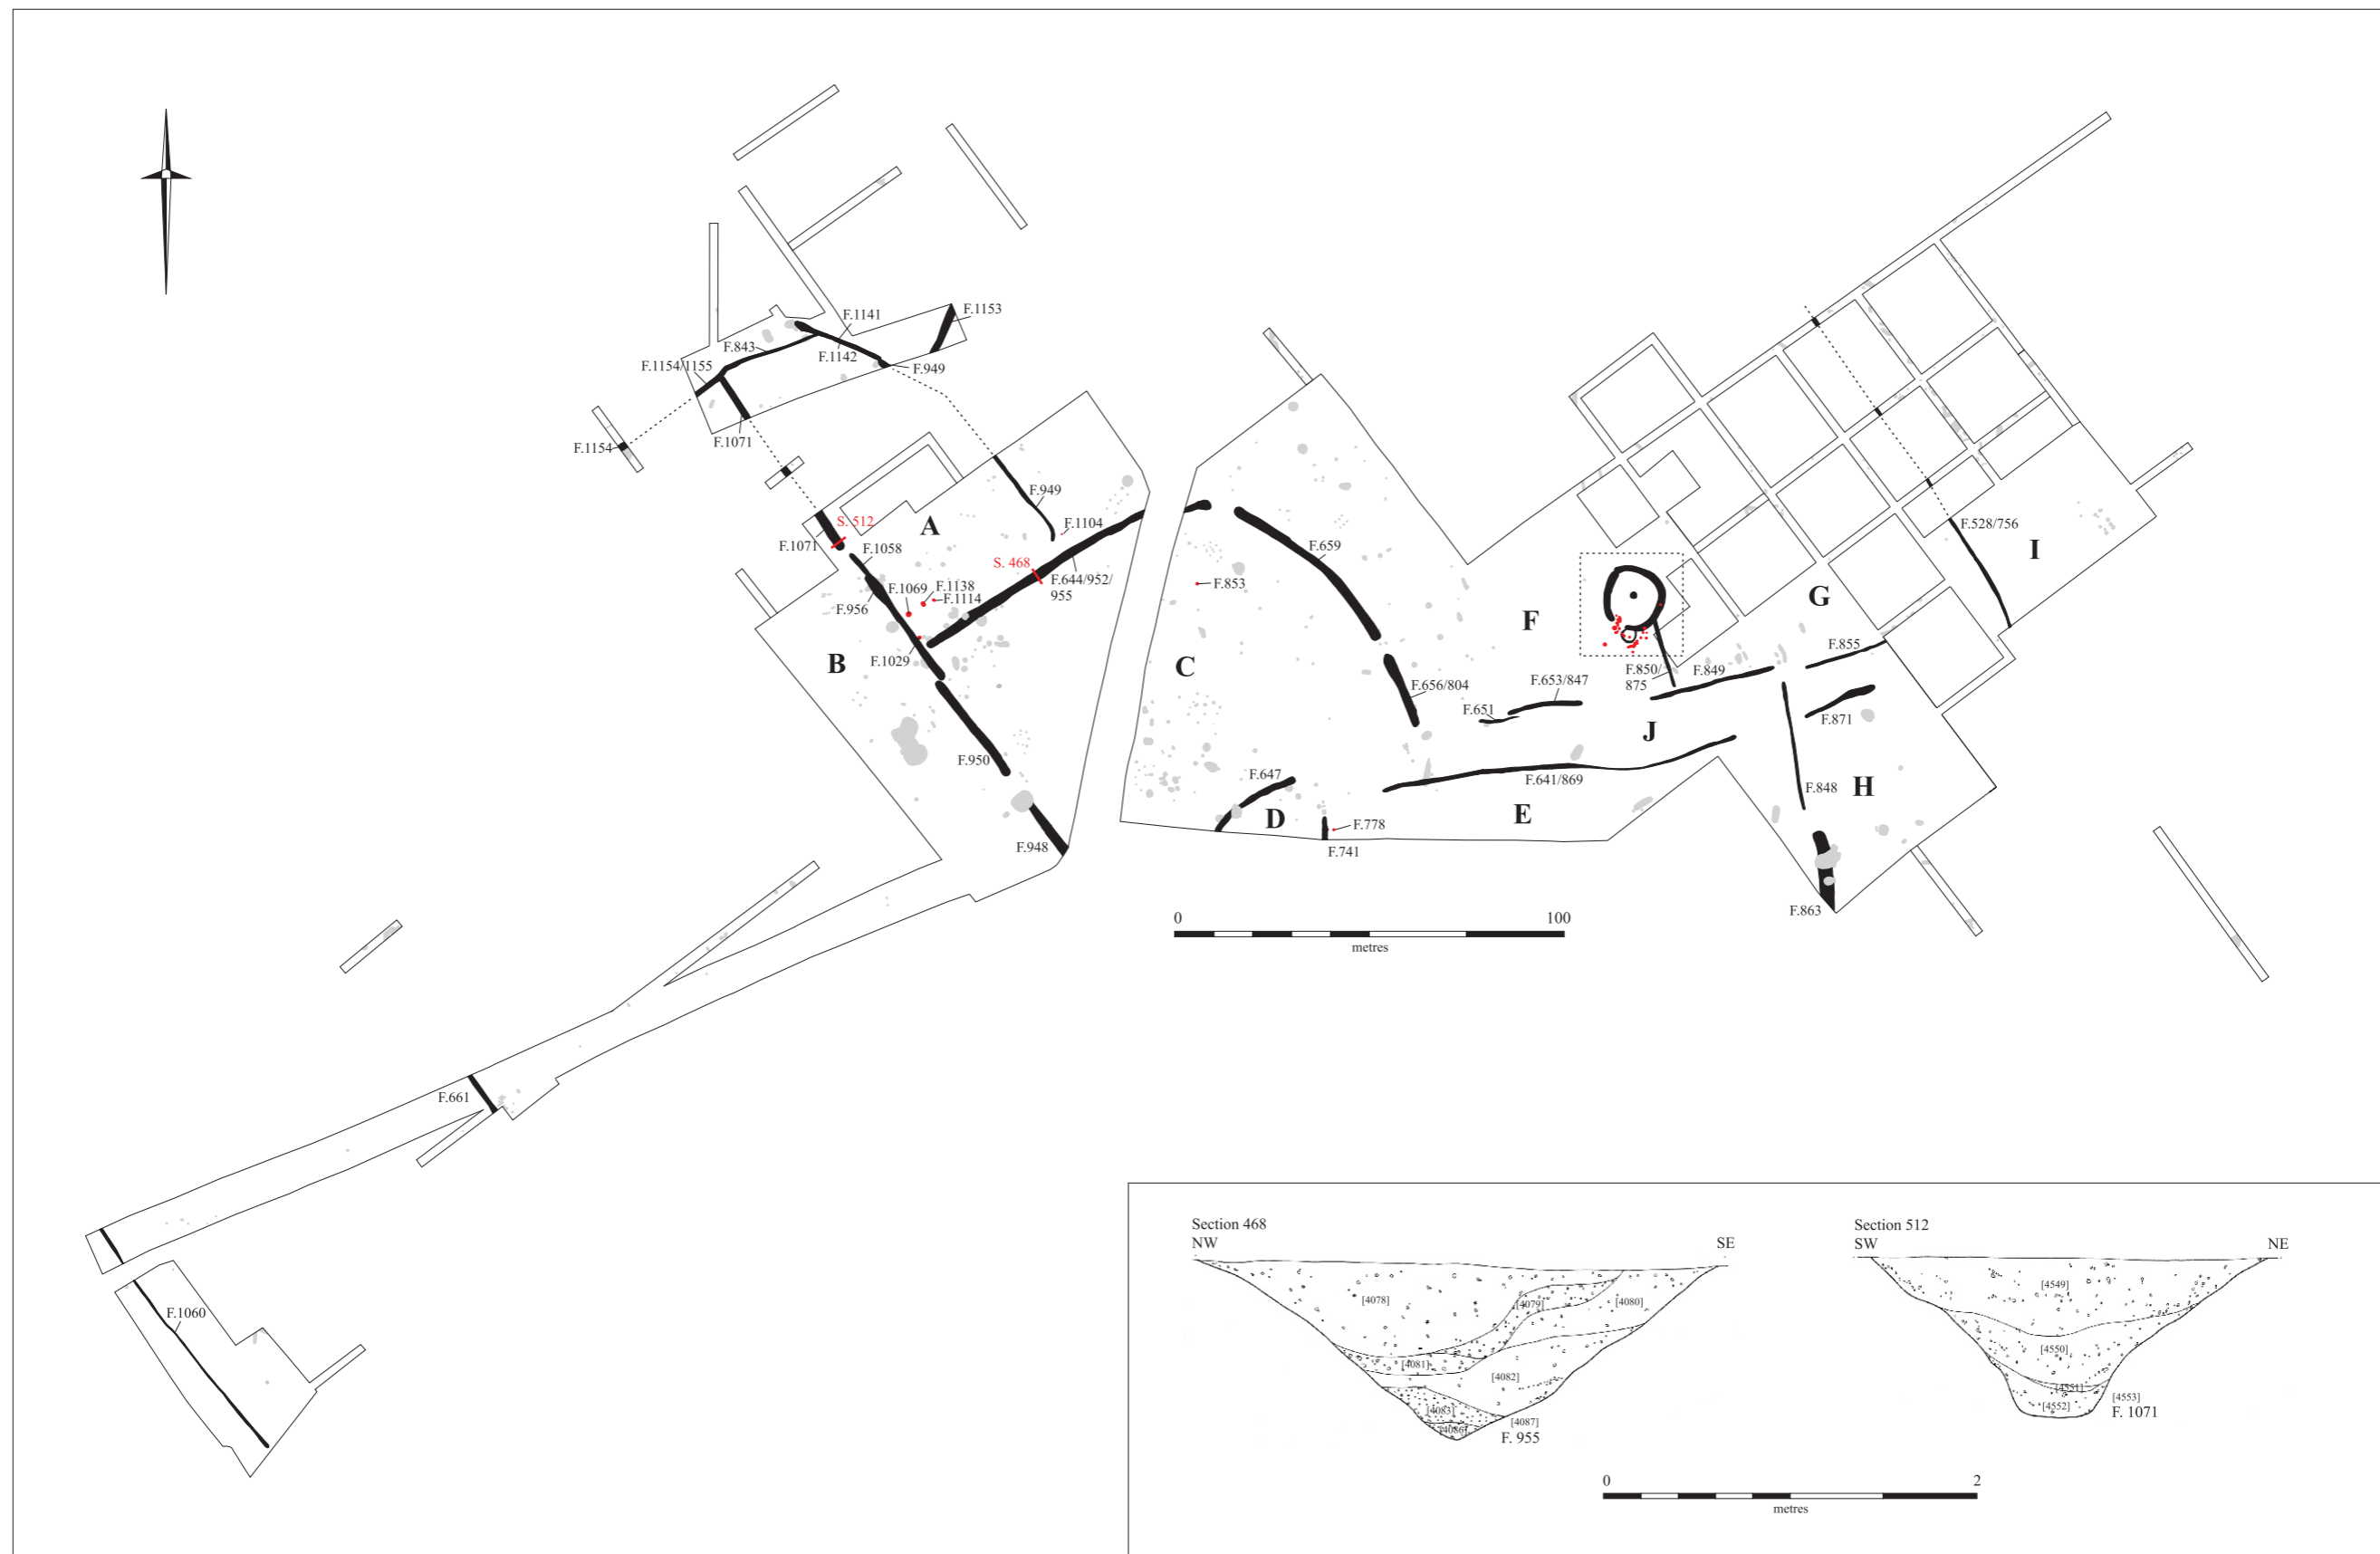 F.1141
F.1153
F.843
F.1142
F.1154/1155
F.949
F.1071
F.1154
F.949
A
S. 512
F.1104
F.1071
F.1058
S. 468
F.1069
F.1138
F.1114
F.644/952/
955
F.956
F.1029
B
F.950
F.948
F.659
F.853
C
F.656/804
F.647
D
F.778
F.741
F
F.653/847
F.651
F.850/
875
F.849
J
F.641/869
E
G
F.855
F.871
F.848
H
F.863
F.528/756
I
0 100
metres
F.661
F.1060
Section 468
NW SE
[4078]
[4079]
[4080]
[4081]
[4082]
[4083]
[4086]
[4087]
F. 955
Section 512
SW NE
[4549]
[4550]
[4551]
[4552]
[4553]
F. 1071
0 2
metres